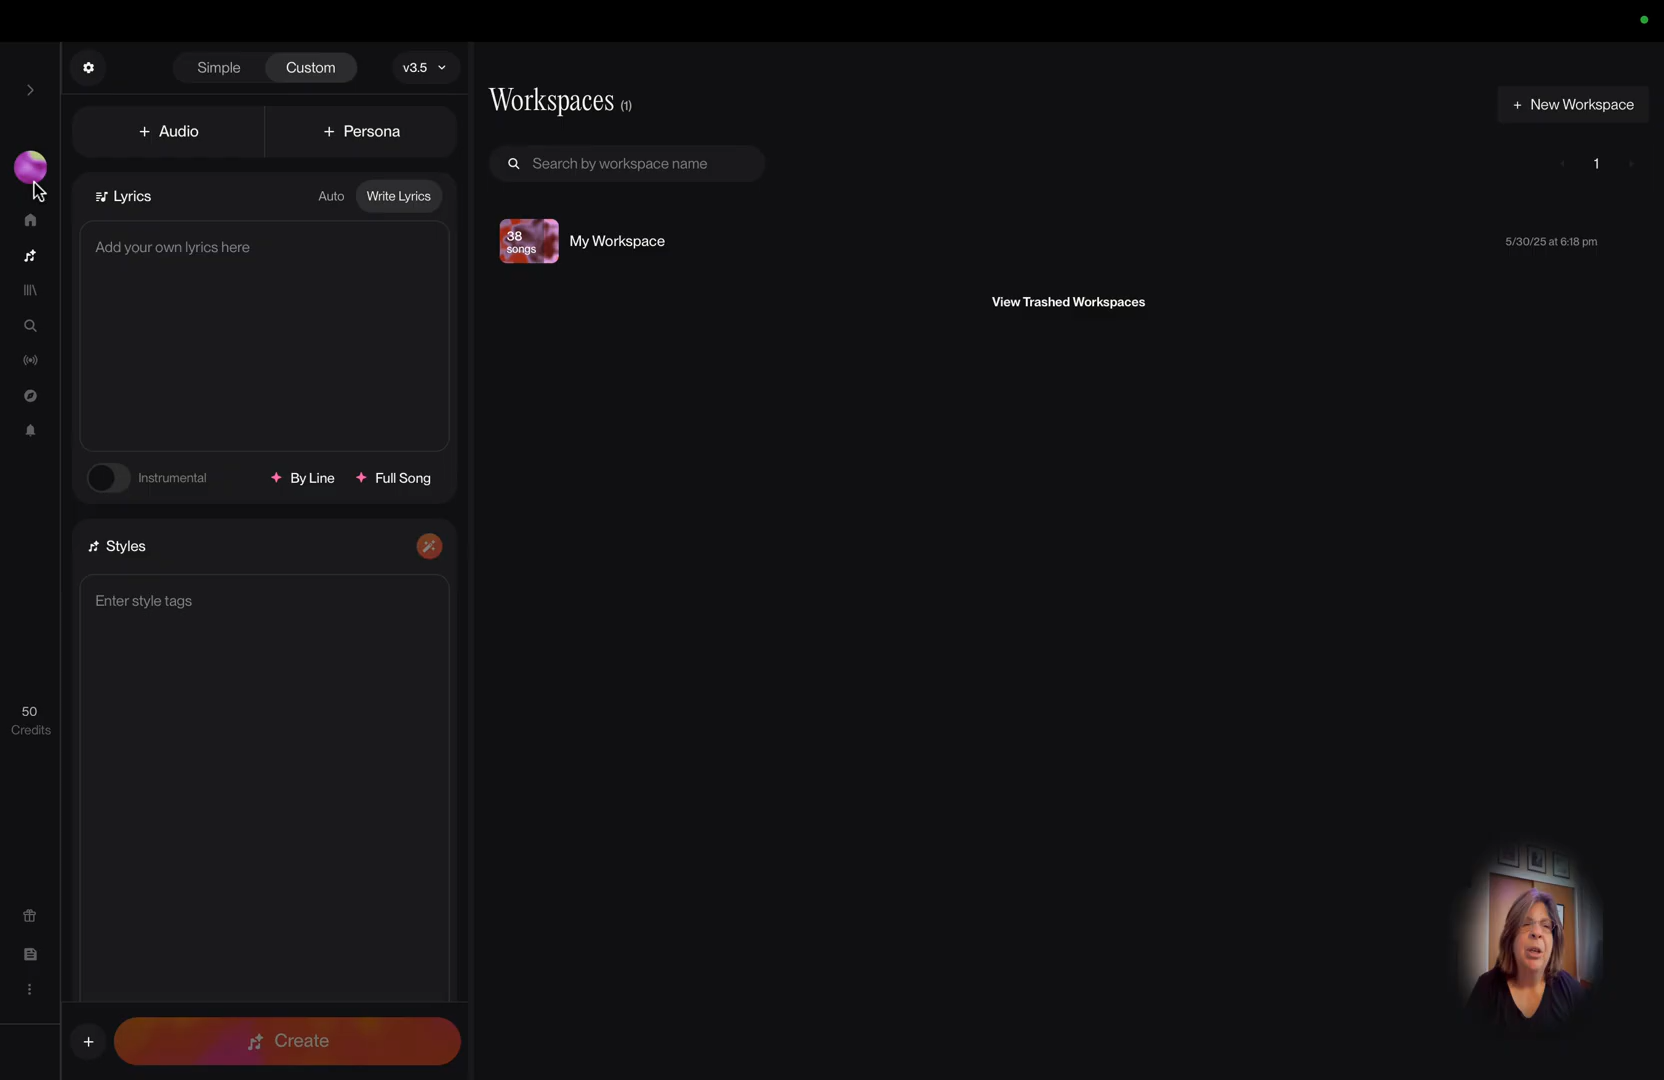 Simple
Custom
v3.5
+ Audio
+ Persona
Lyrics
Auto
Write Lyrics
Add your own lyrics here
Instrumental
By Line
Full Song
Styles
Enter style tags
50
Credits
+
Create
Workspaces (1)
+ New Workspace
Search by workspace name
1
38
songs
My Workspace
5/30/25 at 6:18 pm
View Trashed Workspaces